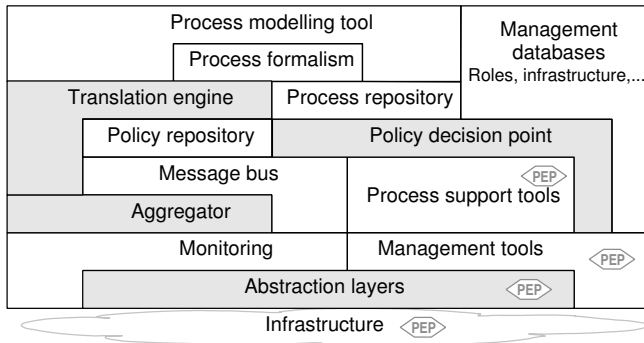 Process modelling tool
Management
databases
Roles, infrastructure,...
Process formalism
Translation engine
Process repository
Policy repository
Policy decision point
Message bus
PEP
Process support tools
Aggregator
Monitoring
Management tools
PEP
Abstraction layers
PEP
Infrastructure
PEP